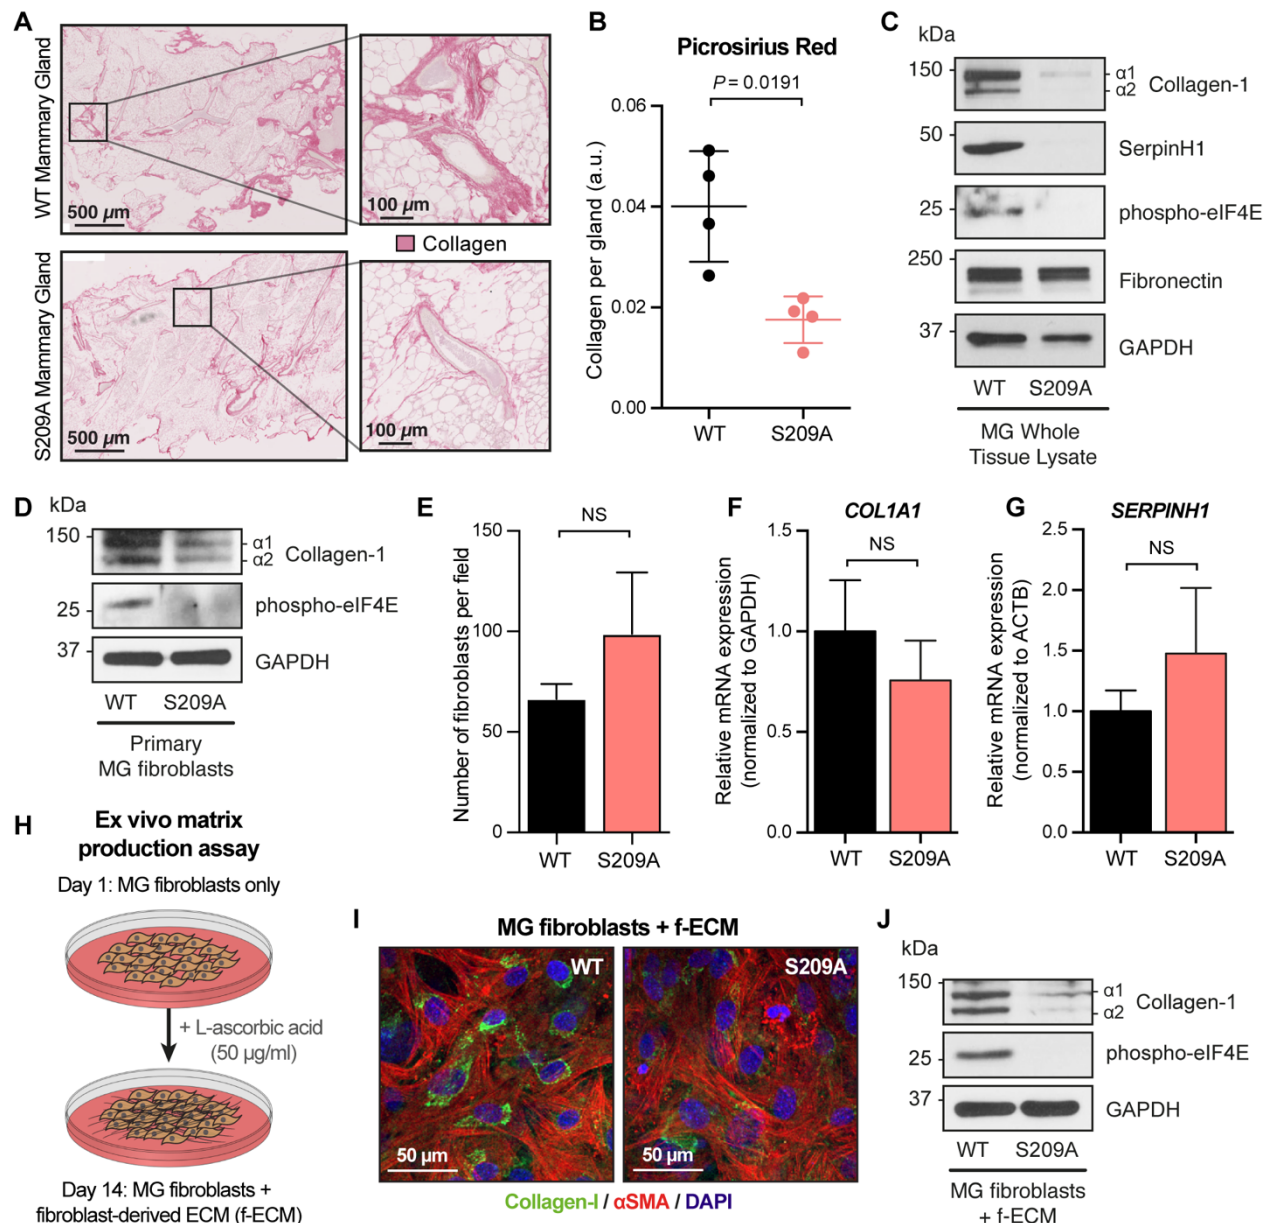 A
WT Mammary Gland
500 µm
100 µm
Collagen
S209A Mammary Gland
500 µm
100 µm
B
Picrosirius Red
P = 0.0191
Collagen per gland (a.u.)
0.06
0.04
0.02
0.00
WT S209A
C
kDa
150
α1
α2
Collagen-1
50
SerpinH1
25
phospho-eIF4E
250
Fibronectin
37
GAPDH
WT S209A
MG Whole
Tissue Lysate
D
kDa
150
α1
α2
Collagen-1
25
phospho-eIF4E
37
GAPDH
WT S209A
Primary
MG fibroblasts
E
NS
Number of fibroblasts per field
150
100
50
0
WT S209A
F
COL1A1
NS
Relative mRNA expression
(normalized to GAPDH)
1.5
1.0
0.5
0.0
WT S209A
G
SERPINH1
NS
Relative mRNA expression
(normalized to ACTB)
2.5
2.0
1.5
1.0
0.5
0.0
WT S209A
H
Ex vivo matrix
production assay
Day 1: MG fibroblasts only
+ L-ascorbic acid
(50 µg/ml)
Day 14: MG fibroblasts +
fibroblast-derived ECM (f-ECM)
I
MG fibroblasts + f-ECM
WT
S209A
50 µm
50 µm
Collagen-I / αSMA / DAPI
J
kDa
150
α1
α2
Collagen-1
25
phospho-eIF4E
37
GAPDH
WT S209A
MG fibroblasts
+ f-ECM